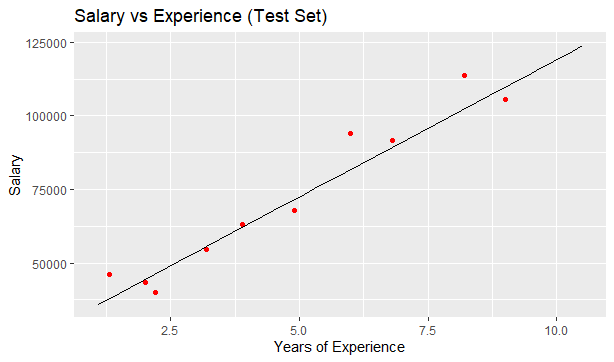 Salary vs Experience (Test Set)
125000
100000
75000
50000
Salary
2.5 5.0 7.5 10.0
Years of Experience